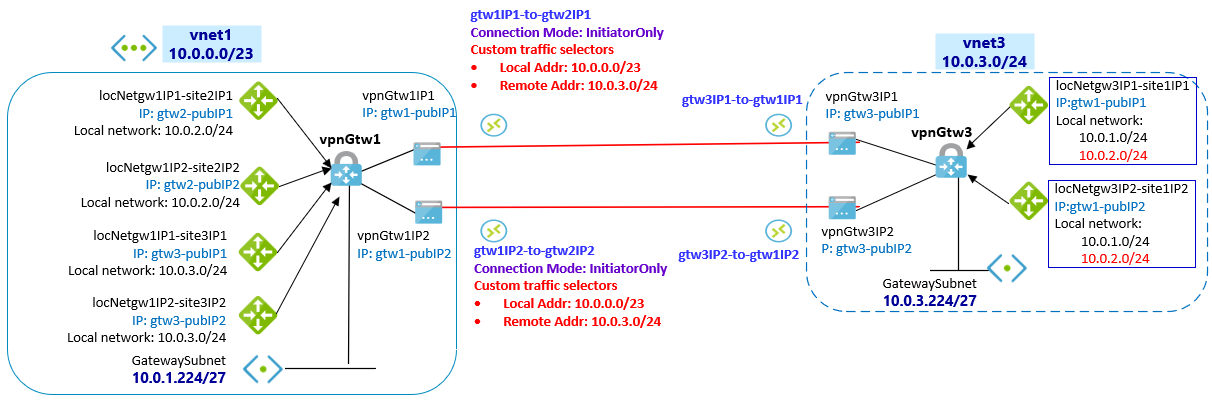 vnet1
10.0.0.0/23
locNetgw1IP1-site2IP1
IP: gtw2-pubIP1
Local network: 10.0.2.0/24
locNetgw1IP2-site2IP2
IP: gtw2-pubIP2
Local network: 10.0.2.0/24
locNetgw1IP1-site3IP1
IP: gtw3-pubIP1
Local network: 10.0.3.0/24
locNetgw1IP2-site3IP2
IP: gtw3-pubIP2
Local network: 10.0.3.0/24
GatewaySubnet
10.0.1.224/27
vpnGtw1
vpnGtw1IP1
IP: gtw1-pubIP1
vpnGtw1IP2
IP: gtw1-pubIP2
gtw1IP1-to-gtw2IP1
Connection Mode: InitiatorOnly
Custom traffic selectors
• Local Addr: 10.0.0.0/23
• Remote Addr: 10.0.3.0/24
gtw1IP2-to-gtw2IP2
Connection Mode: InitiatorOnly
Custom traffic selectors
• Local Addr: 10.0.0.0/23
• Remote Addr: 10.0.3.0/24
gtw3IP1-to-gtw1IP1
gtw3IP2-to-gtw1IP2
vnet3
10.0.3.0/24
vpnGtw3IP1
IP: gtw3-pubIP1
vpnGtw3
vpnGtw3IP2
P: gtw3-pubIP2
GatewaySubnet
10.0.3.224/27
locNetgw3IP1-site1IP1
IP:gtw1-pubIP1
Local network:
10.0.1.0/24
10.0.2.0/24
locNetgw3IP2-site1IP2
IP:gtw1-pubIP2
Local network:
10.0.1.0/24
10.0.2.0/24